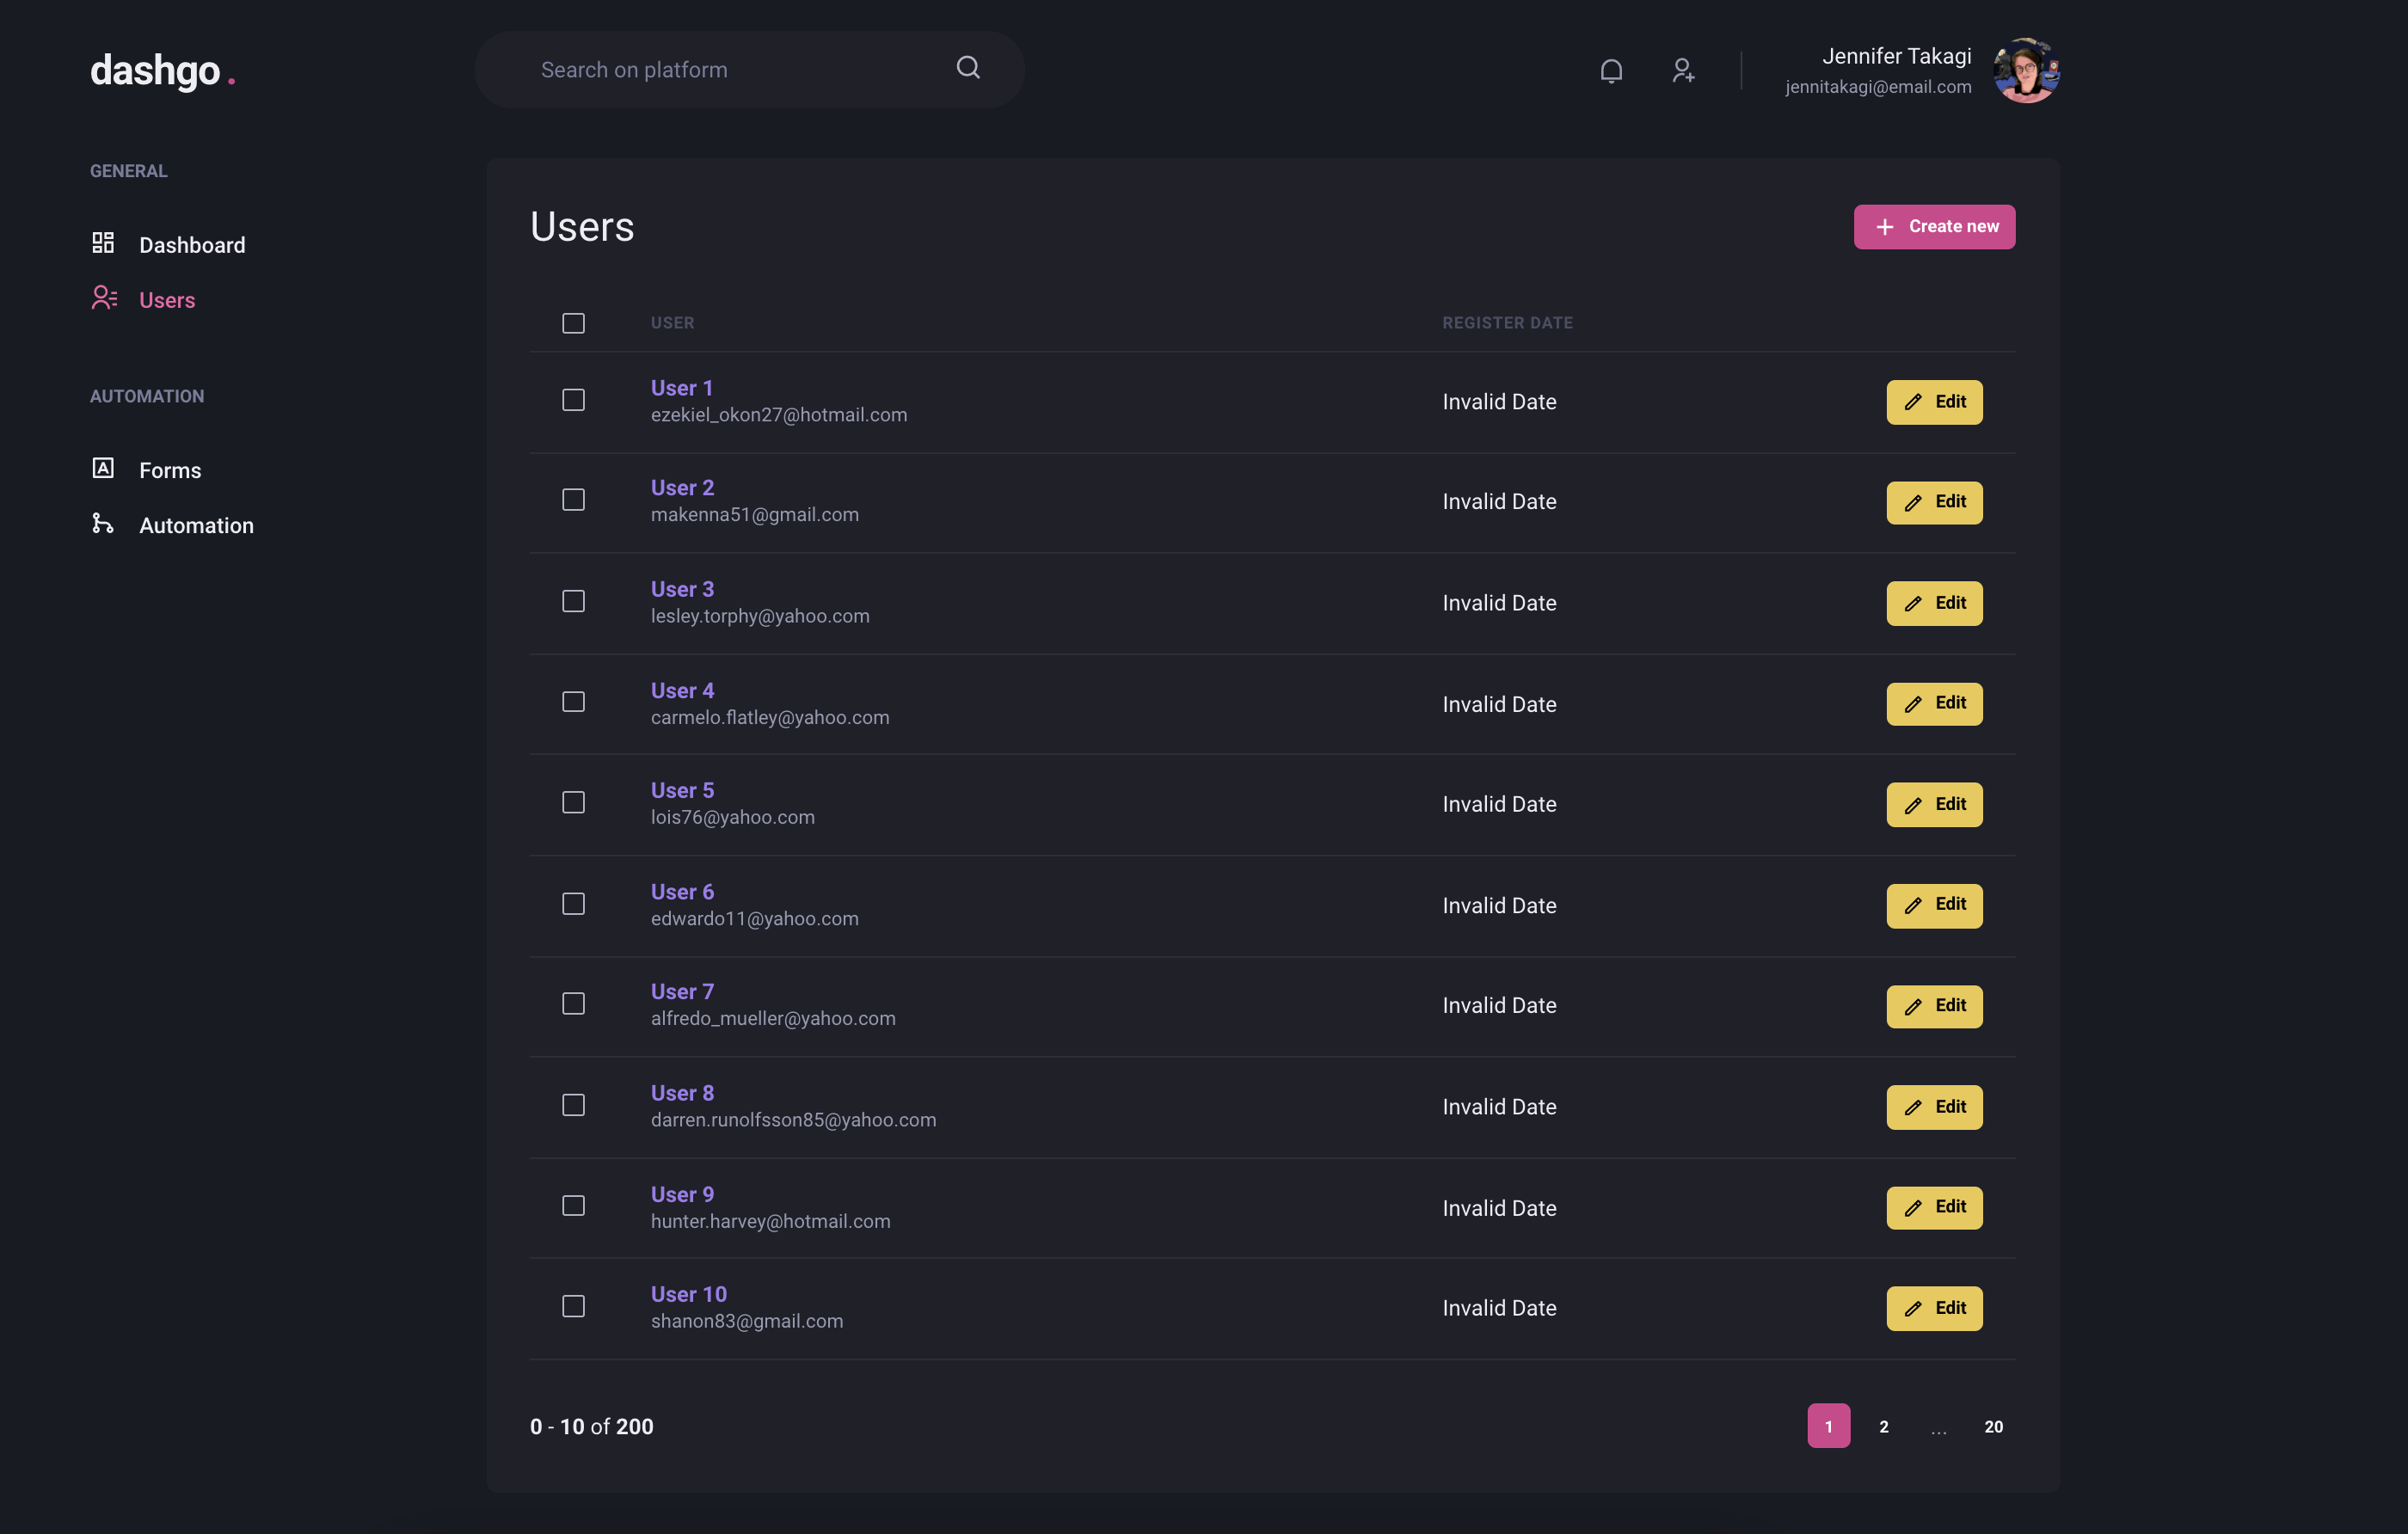 dashgo.
Search on platform
Jennifer Takagi
jennitakagi@email.com
GENERAL
Dashboard
Users
AUTOMATION
Forms
Automation
Users
Create new
USER REGISTER DATE
User 1
ezekiel_okon27@hotmail.com
Invalid Date
Edit
User 2
makenna51@gmail.com
Invalid Date
Edit
User 3
lesley.torphy@yahoo.com
Invalid Date
Edit
User 4
carmelo.flatley@yahoo.com
Invalid Date
Edit
User 5
lois76@yahoo.com
Invalid Date
Edit
User 6
edwardo11@yahoo.com
Invalid Date
Edit
User 7
alfredo_mueller@yahoo.com
Invalid Date
Edit
User 8
darren.runolfsson85@yahoo.com
Invalid Date
Edit
User 9
hunter.harvey@hotmail.com
Invalid Date
Edit
User 10
shanon83@gmail.com
Invalid Date
Edit
0 - 10 of 200
1 2 ... 20